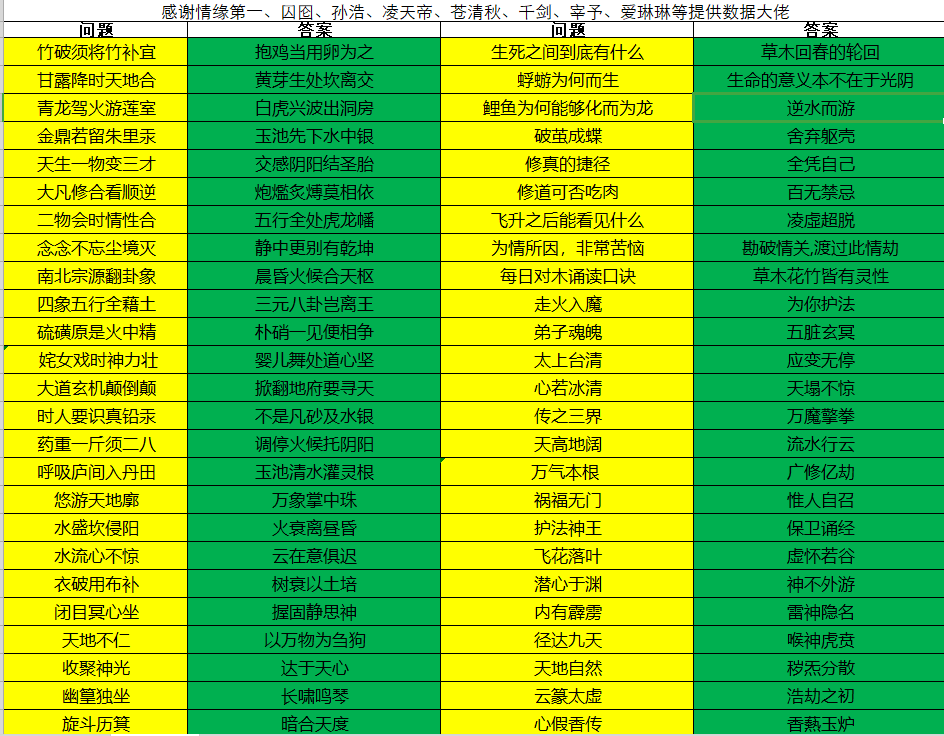 感谢情缘第一、囚囵、孙浩、凌天帝、苍清秋、千剑、宰予、爱琳琳等提供数据大佬
问题 答案 问题 答案
竹破须将竹补宜 抱鸡当用卵为之 生死之间到底有什么 草木回春的轮回
甘露降时天地合 黄芽生处坎离交 蜉蝣为何而生 生命的意义本不在于光阴
青龙驾火游莲室 白虎兴波出洞房 鲤鱼为何能够化而为龙 逆水而游
金鼎若留朱里汞 玉池先下水中银 破茧成蝶 舍弃躯壳
天生一物变三才 交感阴阳结圣胎 修真的捷径 全凭自己
大凡修合看顺逆 炮爁炙煿莫相依 修道可否吃肉 百无禁忌
二物会时情性合 五行全处虎龙幡 飞升之后能看见什么 凌虚超脱
念念不忘尘境灭 静中更别有乾坤 为情所因，非常苦恼 勘破情关,渡过此情劫
南北宗源翻卦象 晨昏火候合天枢 每日对木诵读口诀 草木花竹皆有灵性
四象五行全藉土 三元八卦岂离王 走火入魔 为你护法
硫磺原是火中精 朴硝一见便相争 弟子魂魄 五脏玄冥
姹女戏时神力壮 婴儿舞处道心坚 太上台清 应变无停
大道玄机颠倒颠 掀翻地府要寻天 心若冰清 天塌不惊
时人要识真铅汞 不是凡砂及水银 传之三界 万魔擎拳
药重一斤须二八 调停火候托阴阳 天高地阔 流水行云
呼吸庐间入丹田 玉池清水灌灵根 万气本根 广修亿劫
悠游天地廓 万象掌中珠 祸福无门 惟人自召
水盛坎侵阳 火衰离昼昏 护法神王 保卫诵经
水流心不惊 云在意俱迟 飞花落叶 虚怀若谷
衣破用布补 树衰以土培 潜心于渊 神不外游
闭目冥心坐 握固静思神 内有霹雳 雷神隐名
天地不仁 以万物为刍狗 径达九天 喉神虎贲
收聚神光 达于天心 天地自然 秽炁分散
幽篁独坐 长啸鸣琴 云篆太虚 浩劫之初
旋斗历箕 暗合天度 心假香传 香爇玉炉